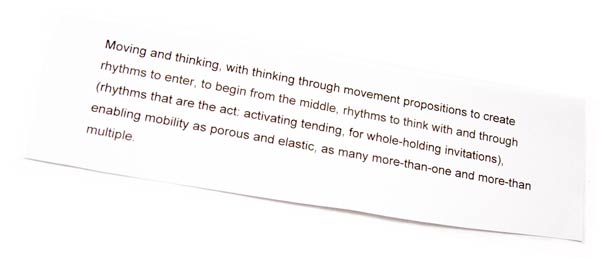 Moving and thinking, with thinking through movement propositions to create
rhythms to enter, to begin from the middle, rhythms to think with and through
(rhythms that are the act: activating tending, for whole-holding invitations),
enabling mobility as porous and elastic, as many more-than-one and more-than
multiple.